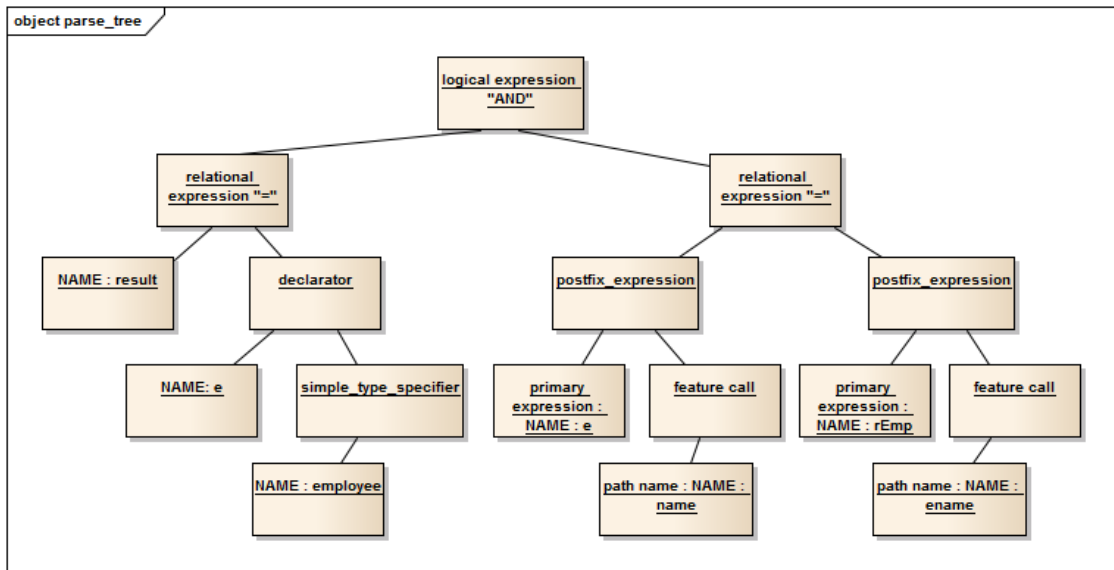 object parse_tree
logical expression
"AND"
relational
expression "="
relational
expression "="
NAME : result
declarator
postfix_expression
postfix_expression
NAME: e
simple_type_specifier
primary
expression :
NAME : e
feature call
primary
expression :
NAME : rEmp
feature call
NAME : employee
path name : NAME :
name
path name : NAME :
ename